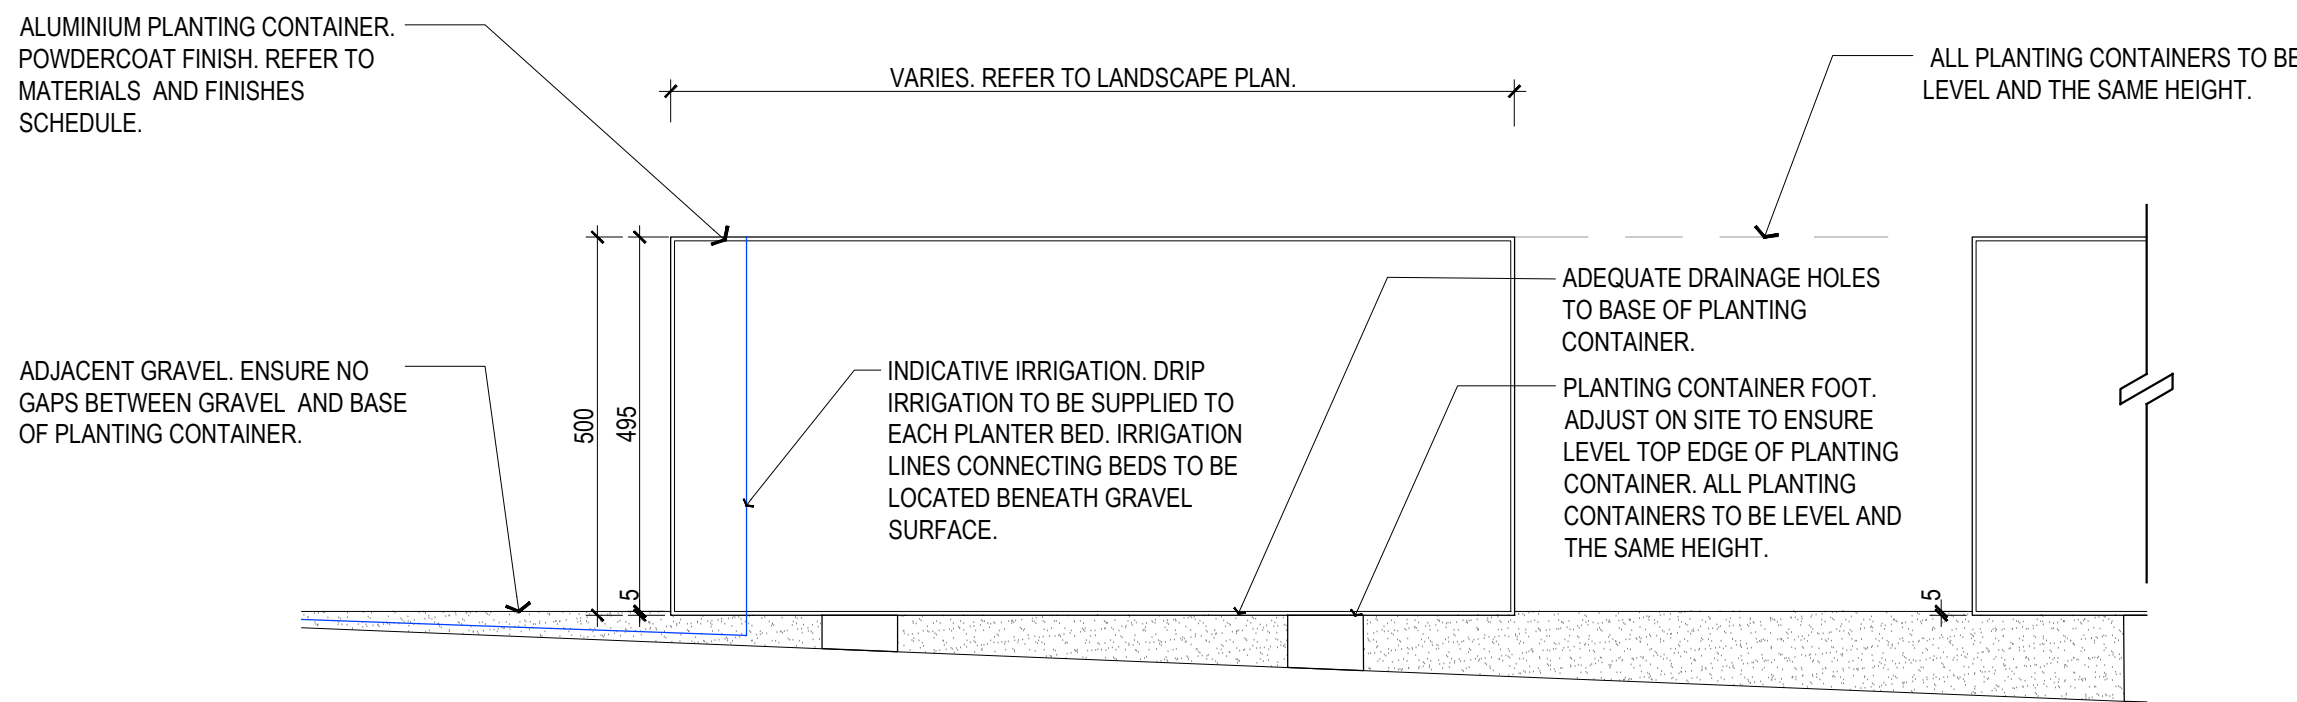 ALUMINIUM PLANTING CONTAINER.
POWDERCOAT FINISH. REFER TO
MATERIALS AND FINISHES
SCHEDULE.
VARIES. REFER TO LANDSCAPE PLAN.
ALL PLANTING CONTAINERS TO BE
LEVEL AND THE SAME HEIGHT.
ADJACENT GRAVEL. ENSURE NO
GAPS BETWEEN GRAVEL AND BASE
OF PLANTING CONTAINER.
500
495
5
INDICATIVE IRRIGATION. DRIP
IRRIGATION TO BE SUPPLIED TO
EACH PLANTER BED. IRRIGATION
LINES CONNECTING BEDS TO BE
LOCATED BENEATH GRAVEL
SURFACE.
ADEQUATE DRAINAGE HOLES
TO BASE OF PLANTING
CONTAINER.
PLANTING CONTAINER FOOT.
ADJUST ON SITE TO ENSURE
LEVEL TOP EDGE OF PLANTING
CONTAINER. ALL PLANTING
CONTAINERS TO BE LEVEL AND
THE SAME HEIGHT.
5